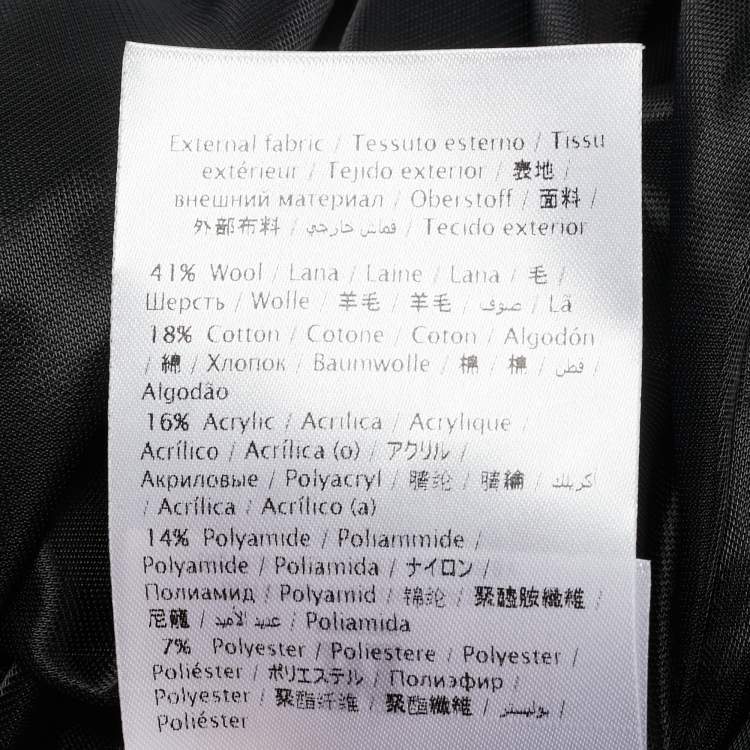 External fabric / Tessuto esterno / Tissu
extérieur / Tejido exterior / 表地 /
внешний материал / Oberstoff / 面料 /
外部布料 / قماش خارجي / Tecido exterior
41% Wool / Lana / Laine / Lana / 毛 /
Шерсть / Wolle / 羊毛 / 羊毛 / صوف / Lã
18% Cotton / Cotone / Coton / Algodón
/ 綿 / Хлопок / Baumwolle / 棉 / 棉 / قطن /
Algodão
16% Acrylic / Acrilica / Acrylique /
Acrílico / Acrílica (o) / アクリル /
Акриловые / Polyacryl / 腈纶 / 腈綸 / اكريلك
/ Acrílica / Acrílico (a)
14% Polyamide / Poliammide /
Polyamide / Poliamida / ナイロン /
Полиамид / Polyamid / 锦纶 / 聚醯胺纖維 /
尼龍 / عديد الأميد / Poliamida
7% Polyester / Poliestere / Polyester /
Poliéster / ポリエステル / Полиэфир /
Polyester / 聚酯纤维 / 聚酯纖維 / بوليستر /
Poliéster